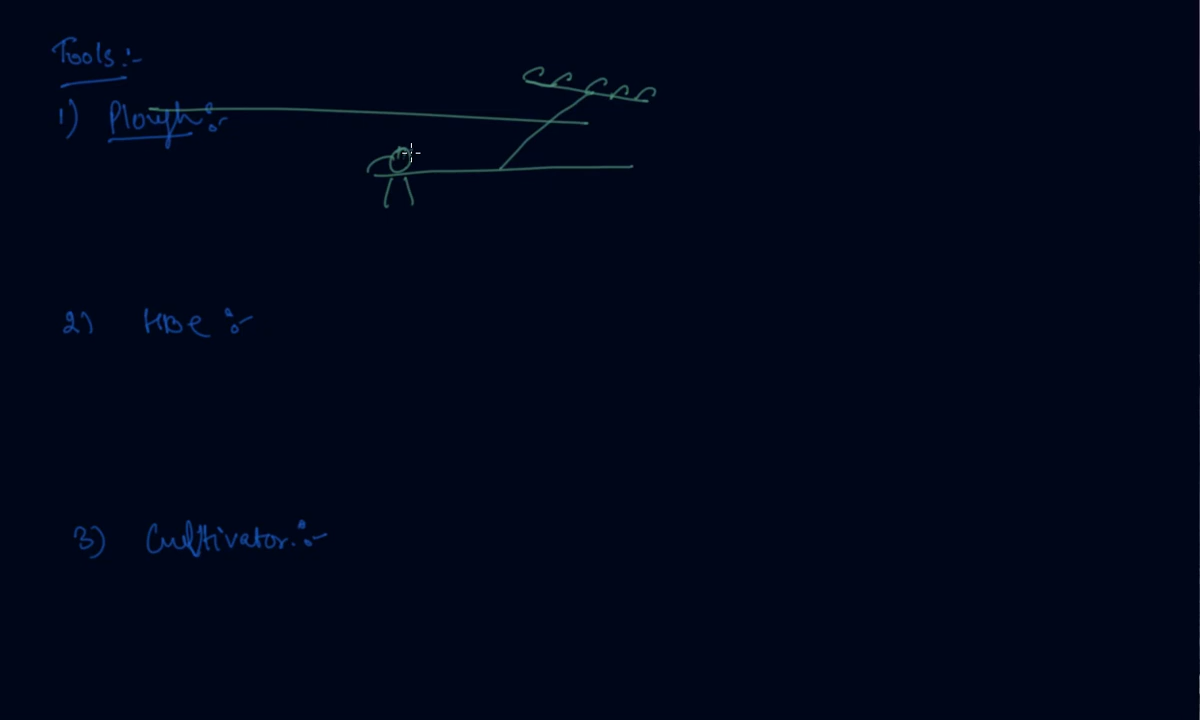 Tools:-
1) Plough:-
2) Hoe:-
3) Cultivator:-